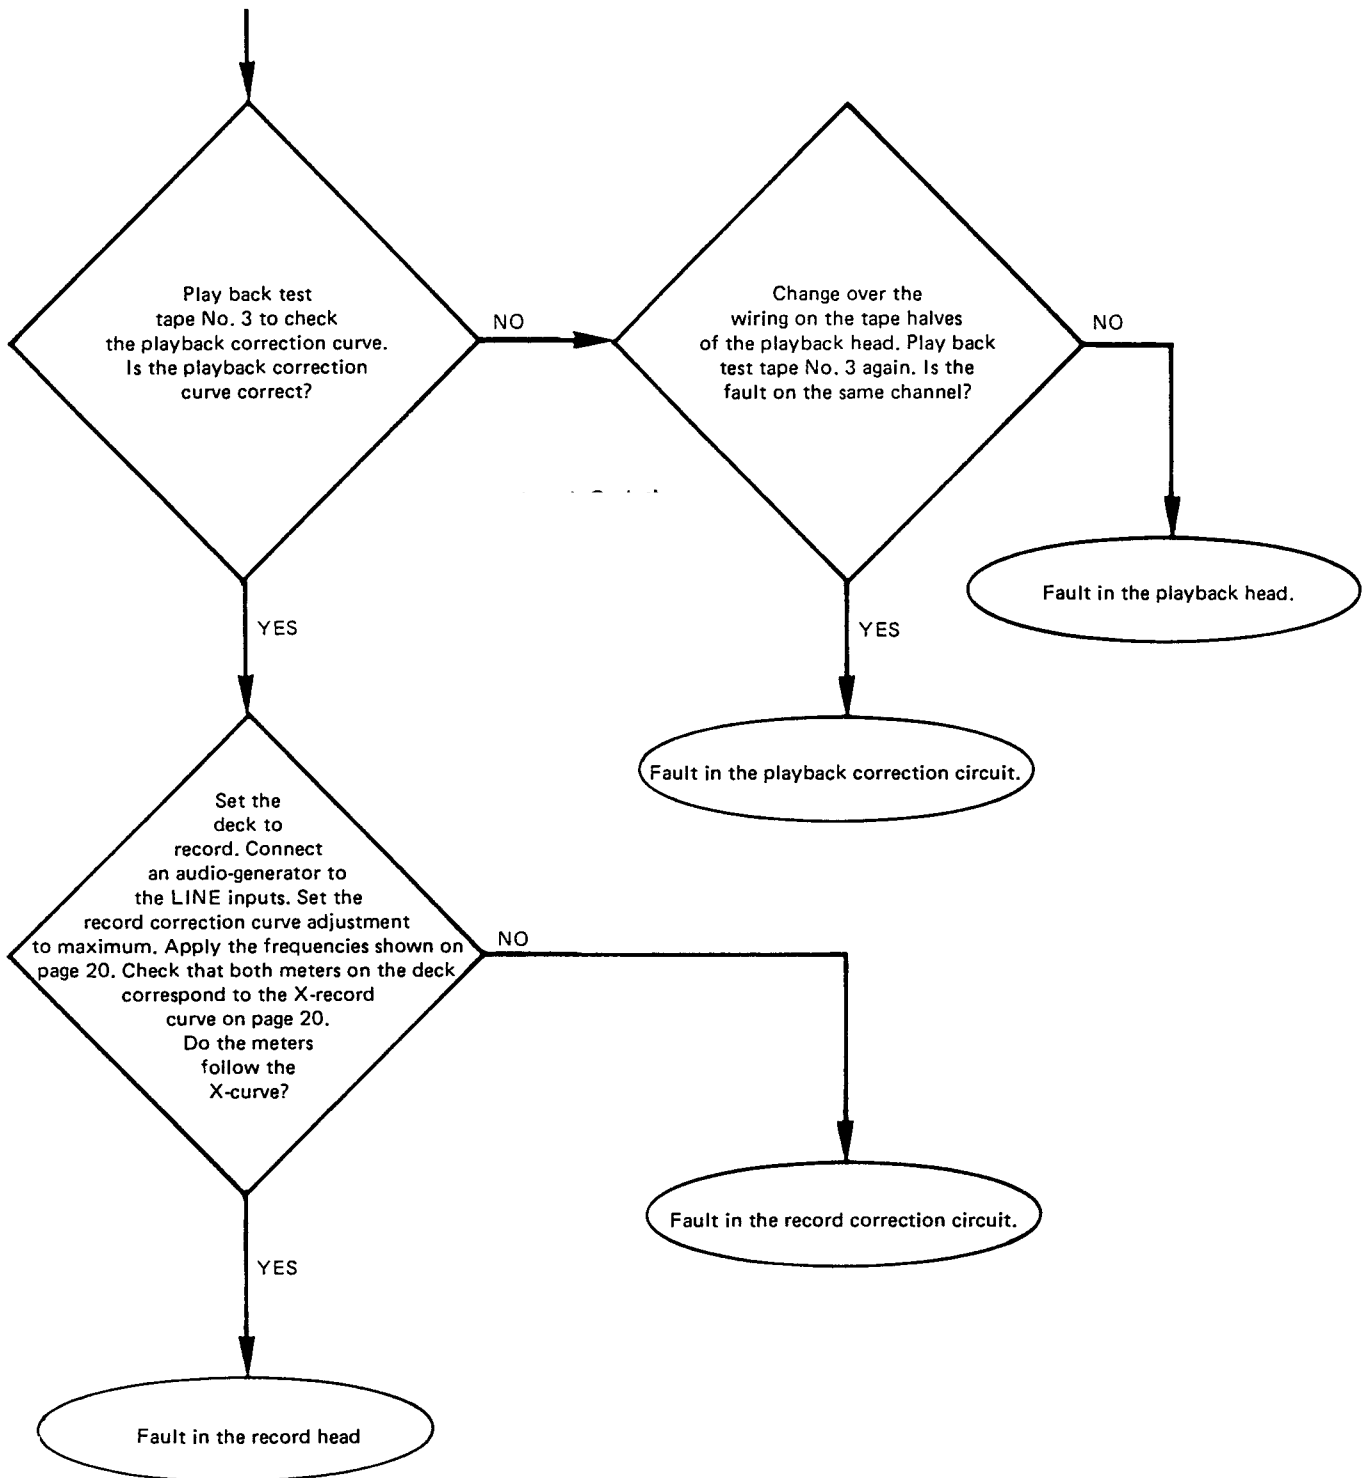 Play back test
tape No. 3 to check
the playback correction curve.
Is the playback correction
curve correct?
NO
Change over the
wiring on the tape halves
of the playback head. Play back
test tape No. 3 again. Is the
fault on the same channel?
NO
Fault in the playback head.
YES
Fault in the playback correction circuit.
YES
Set the
deck to
record. Connect
an audio-generator to
the LINE inputs. Set the
record correction curve adjustment
to maximum. Apply the frequencies shown on
page 20. Check that both meters on the deck
correspond to the X-record
curve on page 20.
Do the meters
follow the
X-curve?
NO
Fault in the record correction circuit.
YES
Fault in the record head